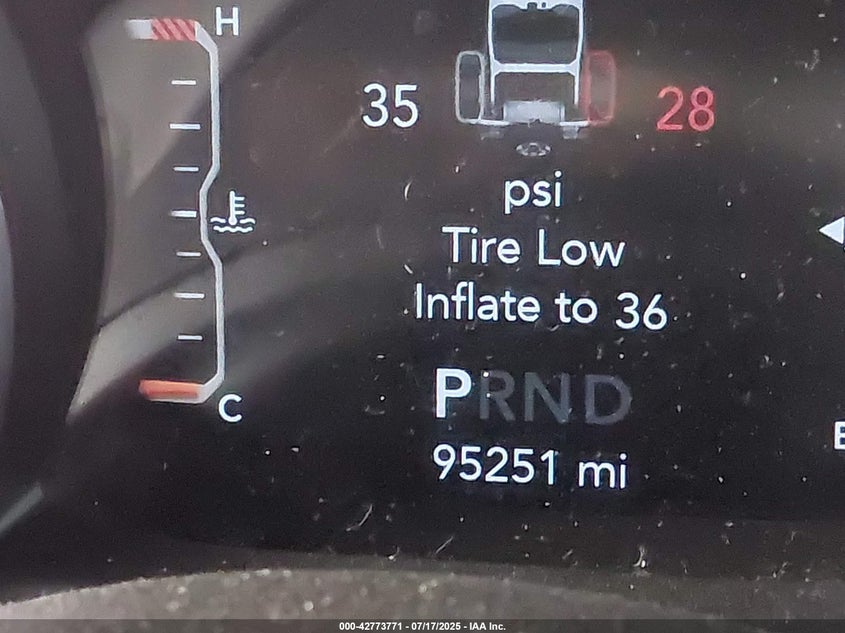 H
35 28
psi
Tire Low
Inflate to 36
PRND
C
95251 mi
E
000-42773771 - 07/17/2025 - IAA Inc.